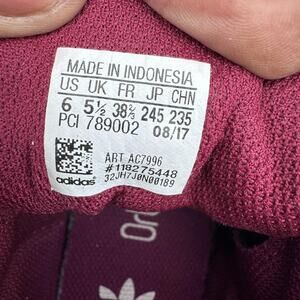 MADE IN INDONESIA
US UK FR JP CHN
6 5½ 38⅔ 245 235
PCI 789002 08/17
ART AC7996
#118275448
32JH7J0N00189
adidas
Or